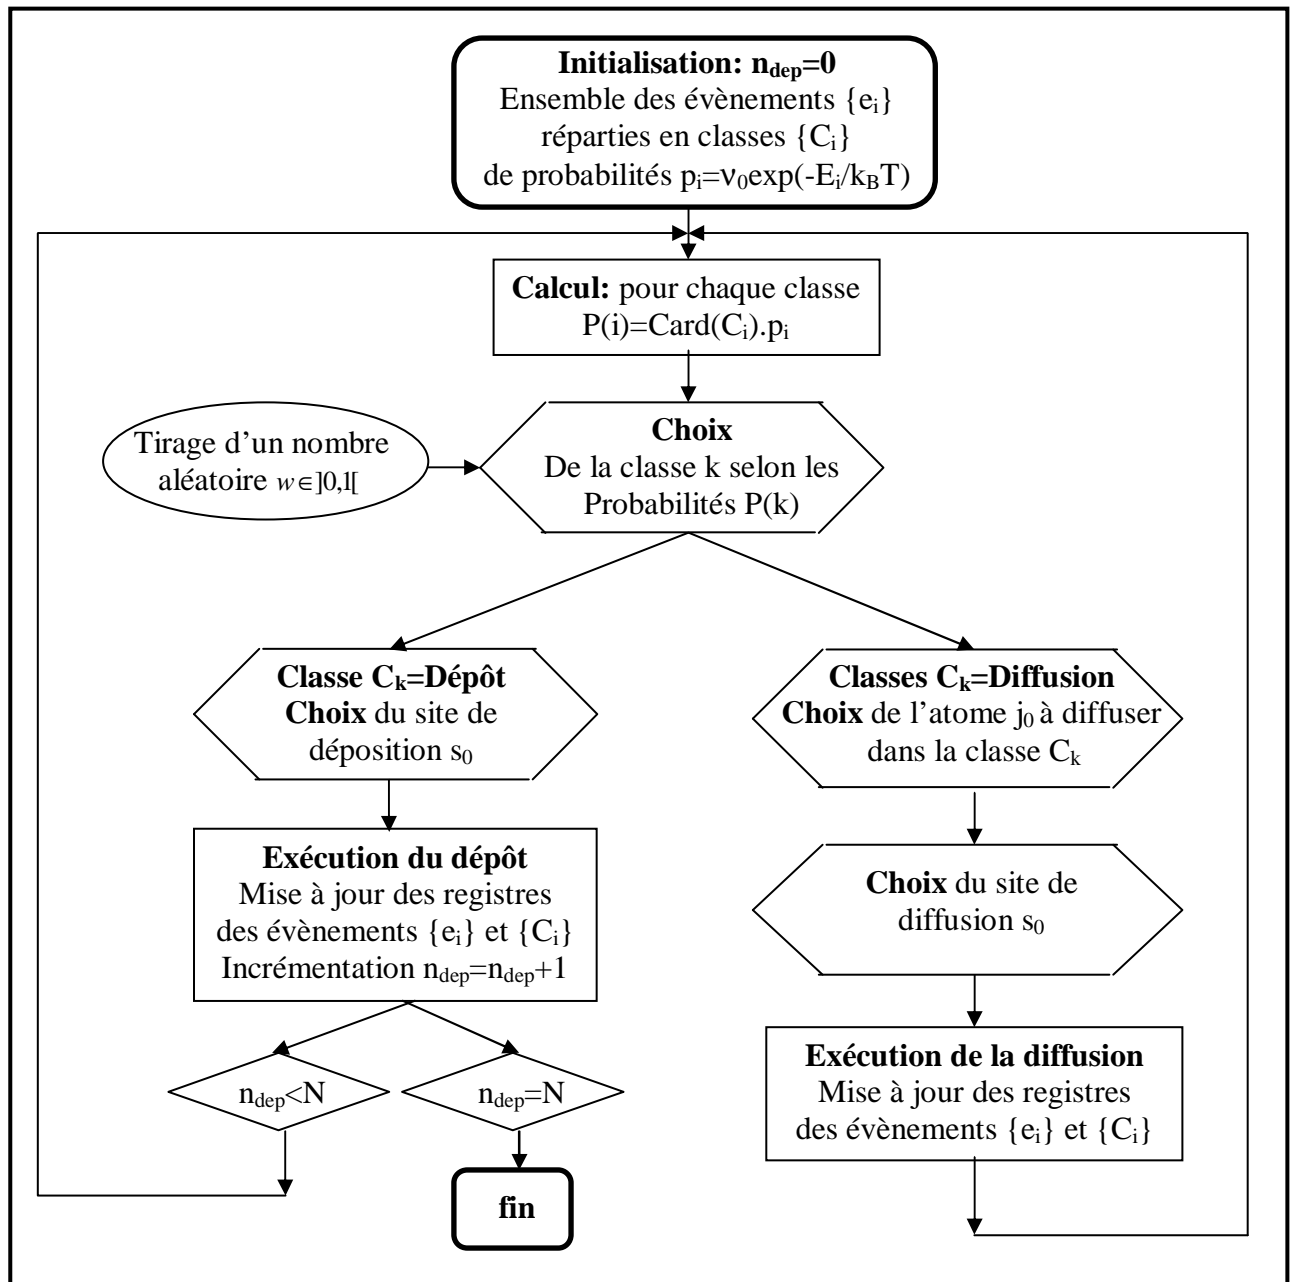 Initialisation: n_dep=0
Ensemble des évènements {e_i}
réparties en classes {C_i}
de probabilités p_i=ν_0exp(-E_i/k_BT)
Calcul: pour chaque classe
P(i)=Card(C_i).p_i
Tirage d’un nombre
aléatoire w∈]0,1[
Choix
De la classe k selon les
Probabilités P(k)
Classe C_k=Dépôt
Choix du site de
déposition s_0
Classes C_k=Diffusion
Choix de l’atome j_0 à diffuser
dans la classe C_k
Exécution du dépôt
Mise à jour des registres
des évènements {e_i} et {C_i}
Incrémentation n_dep=n_dep+1
Choix du site de
diffusion s_0
n_dep<N
n_dep=N
Exécution de la diffusion
Mise à jour des registres
des évènements {e_i} et {C_i}
fin